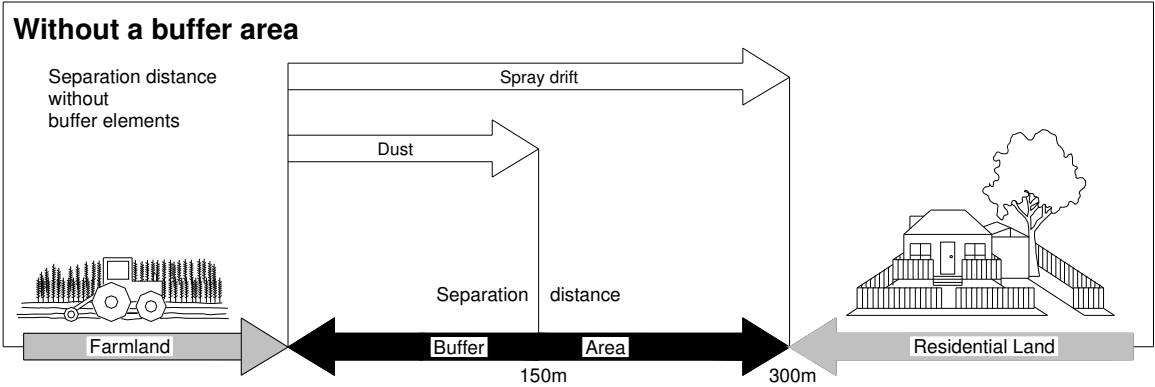 Without a buffer area
Separation distance
without
buffer elements
Spray drift
Dust
Separation distance
Farmland
Buffer Area
Residential Land
150m
300m